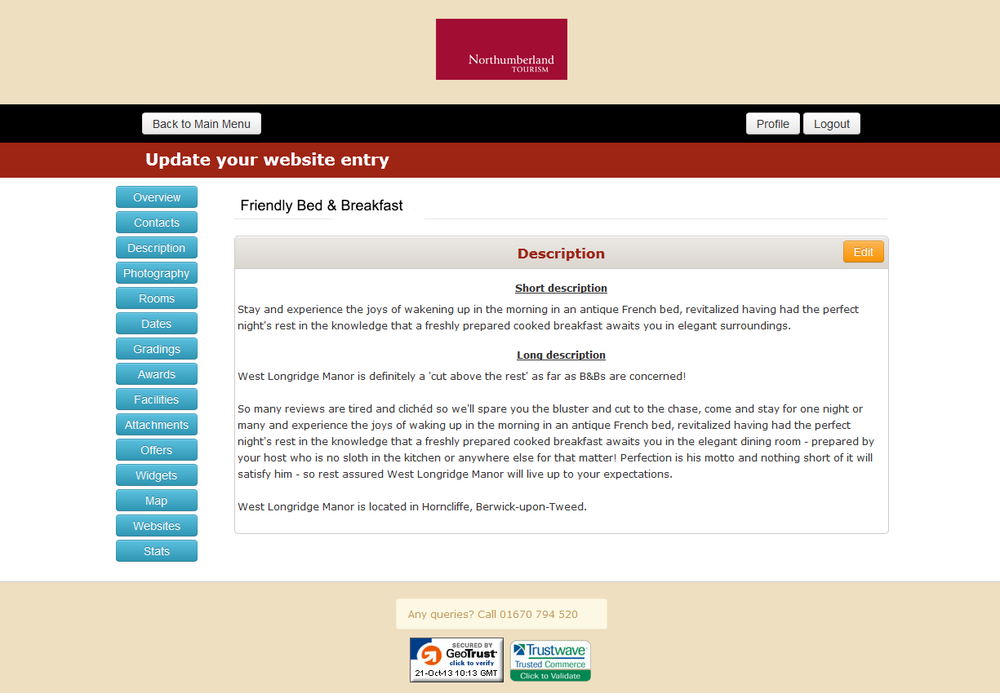 Northumberland
TOURISM
Back to Main Menu
Profile
Logout
Update your website entry
Overview
Contacts
Description
Photography
Rooms
Dates
Gradings
Awards
Facilities
Attachments
Offers
Widgets
Map
Websites
Stats
Friendly Bed & Breakfast
Description
Edit
Short description
Stay and experience the joys of wakening up in the morning in an antique French bed, revitalized having had the perfect
night's rest in the knowledge that a freshly prepared cooked breakfast awaits you in elegant surroundings.
Long description
West Longridge Manor is definitely a 'cut above the rest' as far as B&Bs are concerned!
So many reviews are tired and clichéd so we'll spare you the bluster and cut to the chase, come and stay for one night or
many and experience the joys of waking up in the morning in an antique French bed, revitalized having had the perfect
night's rest in the knowledge that a freshly prepared cooked breakfast awaits you in the elegant dining room - prepared by
your host who is no sloth in the kitchen or anywhere else for that matter! Perfection is his motto and nothing short of it will
satisfy him - so rest assured West Longridge Manor will live up to your expectations.
West Longridge Manor is located in Horncliffe, Berwick-upon-Tweed.
Any queries? Call 01670 794 520
SECURED BY
GeoTrust
click to verify
21-Oct-13 10:13 GMT
Trustwave
Trusted Commerce
Click to Validate